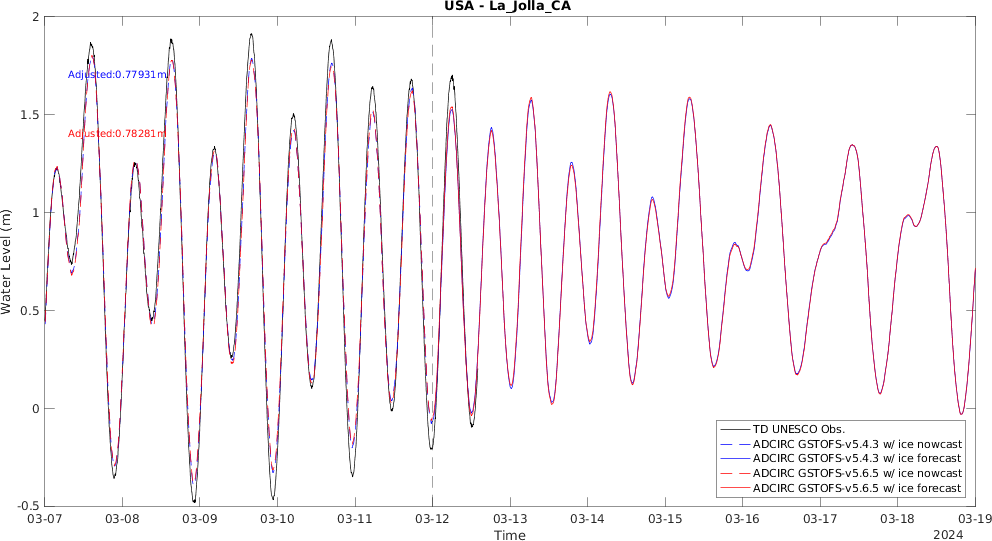 USA - La_Jolla_CA
2
1.5
1
0.5
0
-0.5
Water Level (m)
Adjusted:0.77931m
Adjusted:0.78281m
TD UNESCO Obs.
ADCIRC GSTOFS-v5.4.3 w/ ice nowcast
ADCIRC GSTOFS-v5.4.3 w/ ice forecast
ADCIRC GSTOFS-v5.6.5 w/ ice nowcast
ADCIRC GSTOFS-v5.6.5 w/ ice forecast
03-07 03-08 03-09 03-10 03-11 03-12 03-13 03-14 03-15 03-16 03-17 03-18 03-19
Time
2024